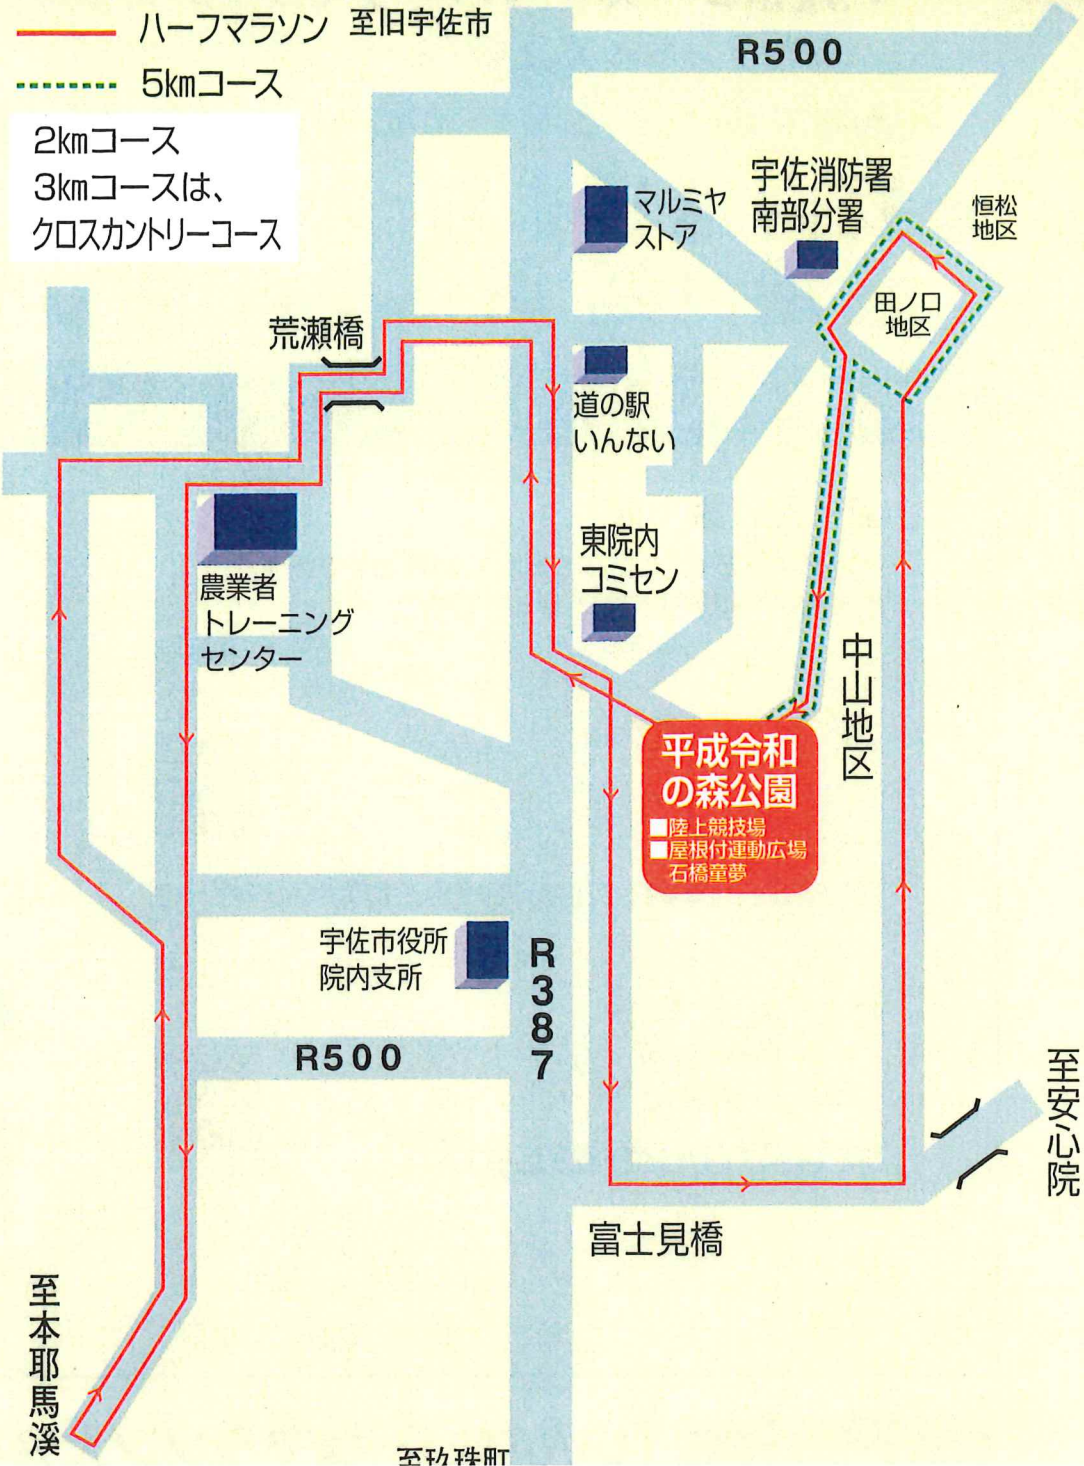 ハーフマラソン
至旧宇佐市
5kmコース
2kmコース
3kmコースは、
クロスカントリーコース
R500
マルミヤ
ストア
宇佐消防署
南部分署
恒松
地区
田ノ口
地区
荒瀬橋
道の駅
いんない
東院内
コミセン
農業者
トレーニング
センター
中山地区
平成令和
の森公園
■陸上競技場
■屋根付運動広場
石橋童夢
宇佐市役所
院内支所
R387
R500
至安心院
富士見橋
至本耶馬溪
至玖珠町